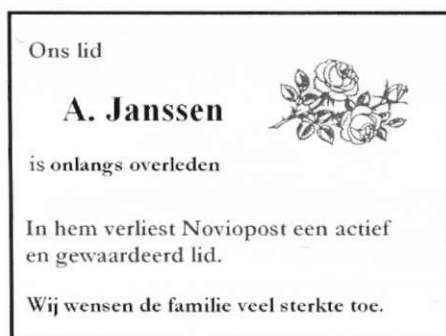 Ons lid
A. Janssen
is onlangs overleden
In hem verliest Noviopost een actief
en gewaardeerd lid.
Wij wensen de familie veel sterkte toe.